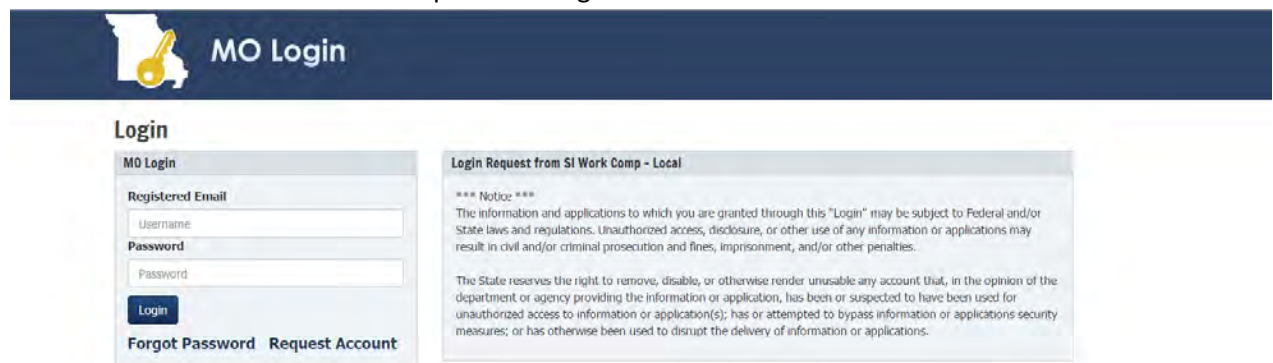 MO Login
Login
MO Login
Registered Email
Username
Password
Password
Login
Forgot Password Request Account
Login Request from SI Work Comp - Local
*** Notice ***
The information and applications to which you are granted through this "Login" may be subject to Federal and/or
State laws and regulations. Unauthorized access, disclosure, or other use of any information or applications may
result in civil and/or criminal prosecution and fines, imprisonment, and/or other penalties.
The State reserves the right to remove, disable, or otherwise render unusable any account that, in the opinion of the
department or agency providing the information or application, has been or suspected to have been used for
unauthorized access to information or application(s); has or attempted to bypass information or applications security
measures; or has otherwise been used to disrupt the delivery of information or applications.